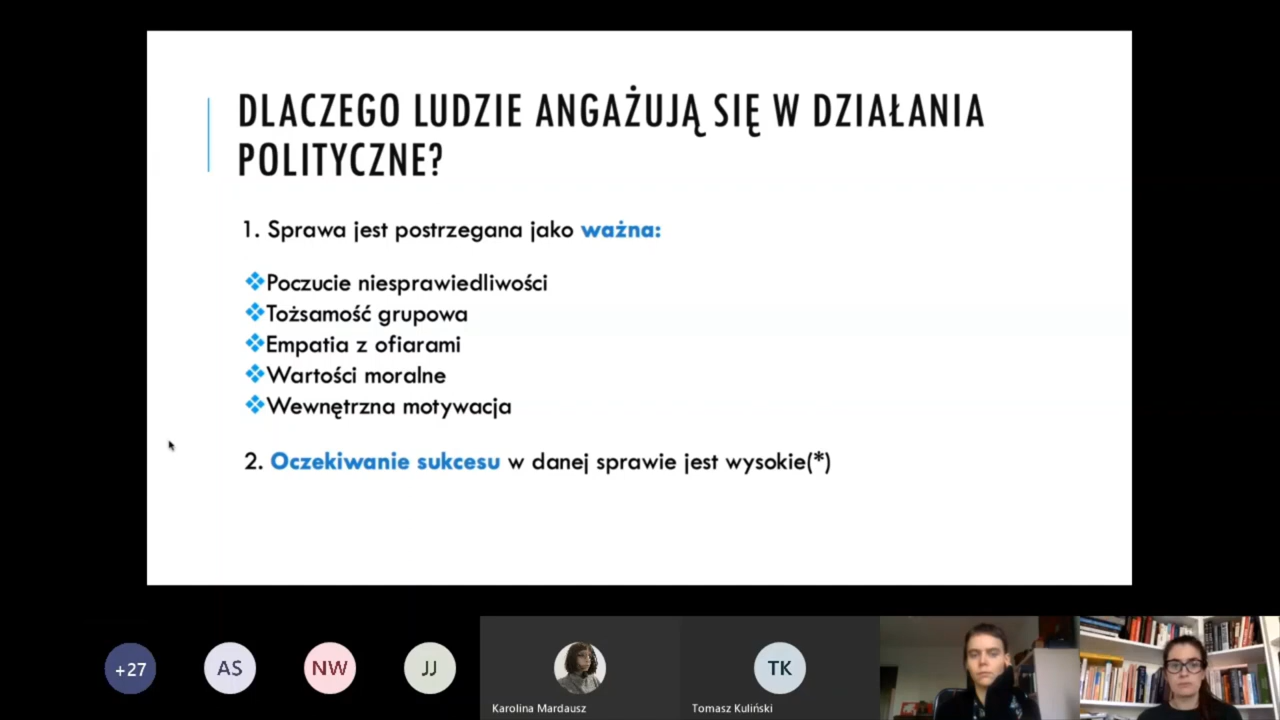 DLACZEGO LUDZIE ANGAŻUJĄ SIĘ W DZIAŁANIA
POLITYCZNE?
1. Sprawa jest postrzegana jako ważna:
Poczucie niesprawiedliwości
Tożsamość grupowa
Empatia z ofiarami
Wartości moralne
Wewnętrzna motywacja
2. Oczekiwanie sukcesu w danej sprawie jest wysokie(*)
+27
AS
NW
JJ
TK
Karolina Mardausz
Tomasz Kuliński